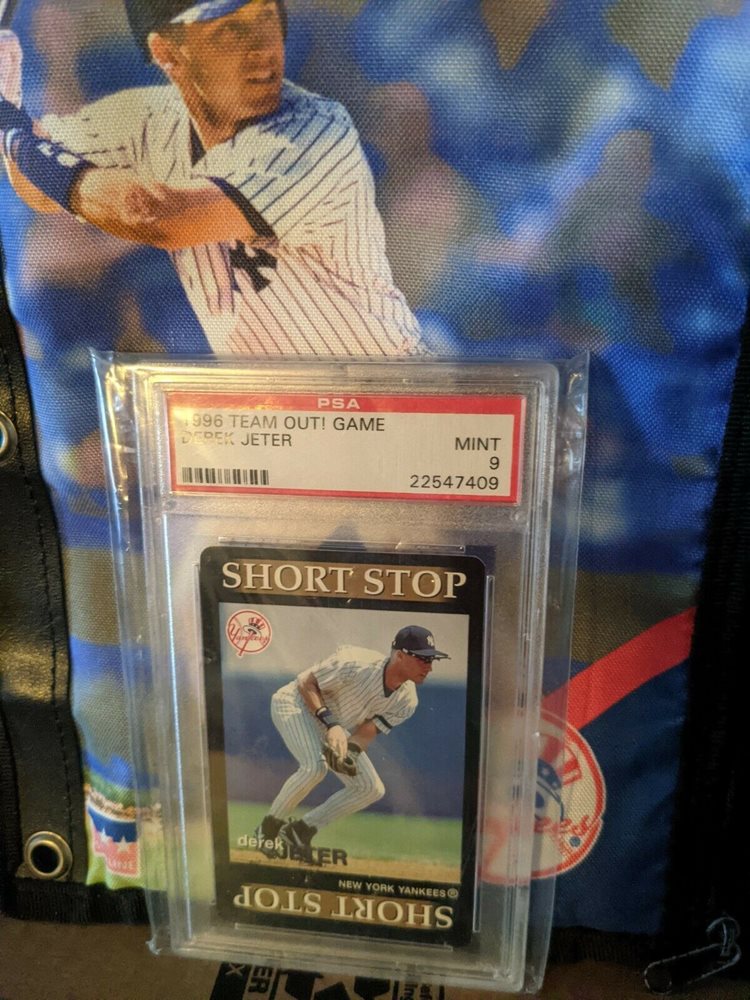 PSA
1996 TEAM OUT! GAME
DEREK JETER
MINT
9
22547409
SHORT STOP
Yankees
derek
JETER
NEW YORK YANKEES®
SHORT STOP